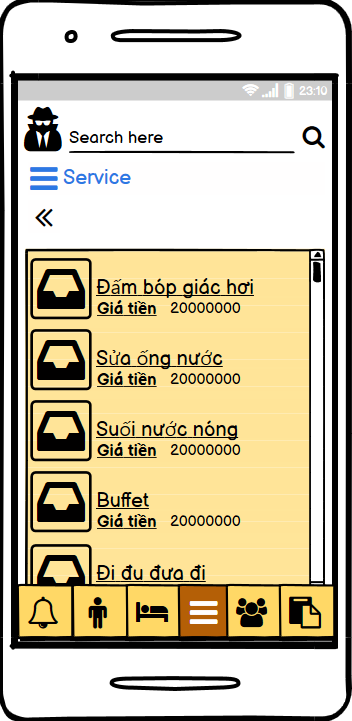 23:10
Search here
Service
Đấm bóp giác hơi
Giá tiền 20000000
Sửa ống nước
Giá tiền 20000000
Suối nước nóng
Giá tiền 20000000
Buffet
Giá tiền 20000000
Đi đu đưa đi